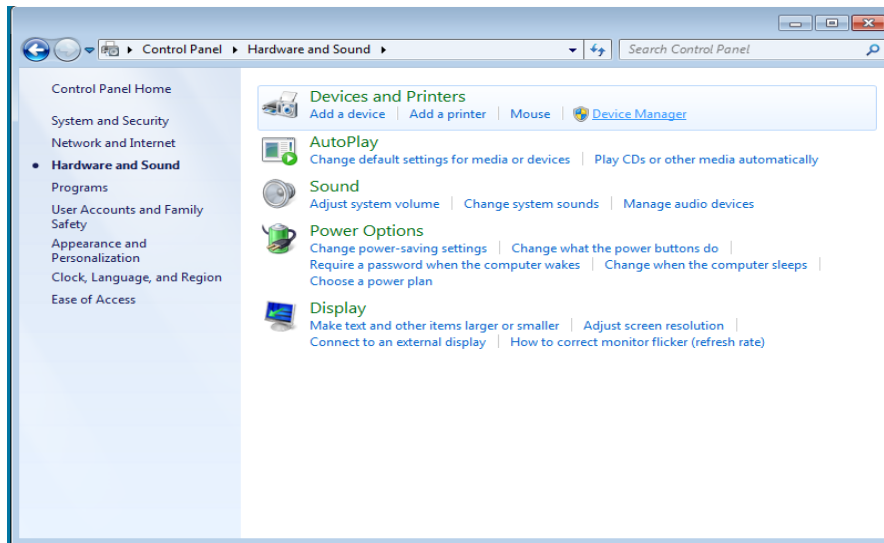 Control Panel Hardware and Sound Search Control Panel
Control Panel Home
System and Security
Network and Internet
Hardware and Sound
Programs
User Accounts and Family
Safety
Appearance and
Personalization
Clock, Language, and Region
Ease of Access
Devices and Printers
Add a device Add a printer Mouse Device Manager
AutoPlay
Change default settings for media or devices Play CDs or other media automatically
Sound
Adjust system volume Change system sounds Manage audio devices
Power Options
Change power-saving settings Change what the power buttons do
Require a password when the computer wakes Change when the computer sleeps
Choose a power plan
Display
Make text and other items larger or smaller Adjust screen resolution
Connect to an external display How to correct monitor flicker (refresh rate)